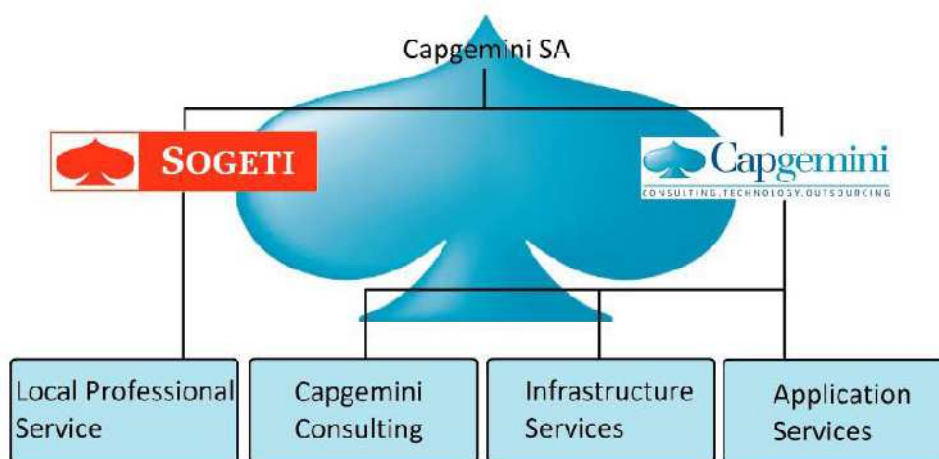 Capgemini SA
SOGETI
Capgemini
CONSULTING.TECHNOLOGY.OUTSOURCING
Local Professional
Service
Capgemini
Consulting
Infrastructure
Services
Application
Services